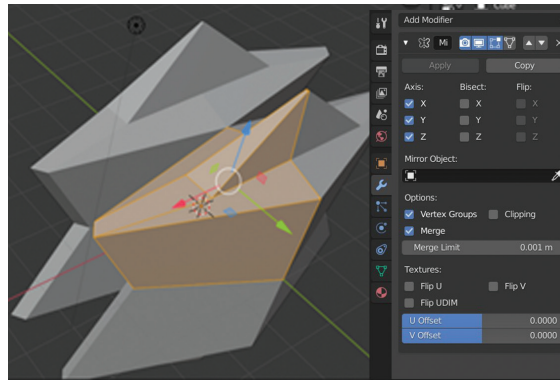 Cube
Add Modifier
Mi
Apply Copy
Axis: Bisect: Flip:
X X X
Y Y Y
Z Z Z
Mirror Object:
Options:
Vertex Groups Clipping
Merge
Merge Limit 0.001 m
Textures:
Flip U Flip V
Flip UDIM
U Offset 0.0000
V Offset 0.0000